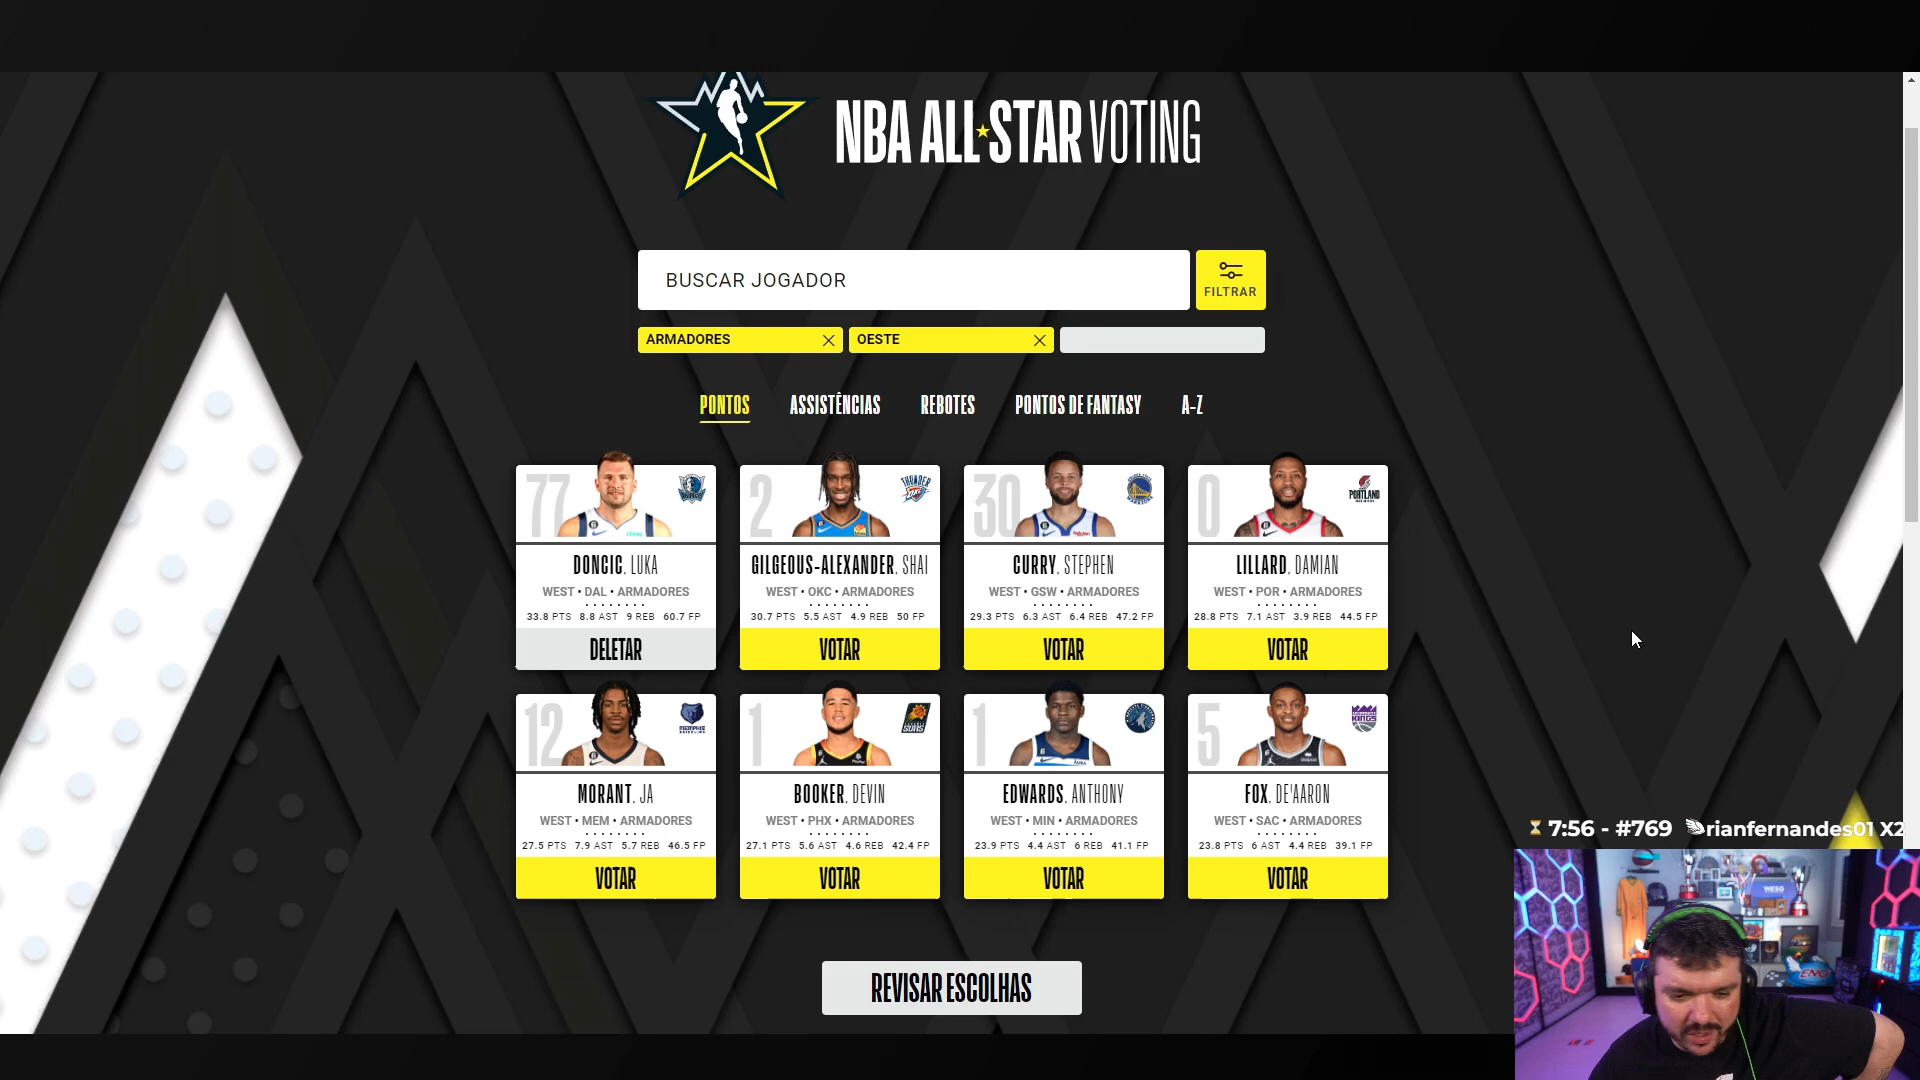 NBA ALL★STAR VOTING
BUSCAR JOGADOR
FILTRAR
ARMADORES
OESTE
PONTOS ASSISTÊNCIAS REBOTES PONTOS DE FANTASY A-Z
77
DONCIC, LUKA
WEST • DAL • ARMADORES
33.8 PTS 8.8 AST 9 REB 60.7 FP
DELETAR
2
THUNDER
GILGEOUS-ALEXANDER, SHAI
WEST • OKC • ARMADORES
30.7 PTS 5.5 AST 4.9 REB 50 FP
VOTAR
30
CURRY, STEPHEN
WEST • GSW • ARMADORES
29.3 PTS 6.3 AST 6.4 REB 47.2 FP
VOTAR
0
PORTLAND
LILLARD, DAMIAN
WEST • POR • ARMADORES
28.8 PTS 7.1 AST 3.9 REB 44.5 FP
VOTAR
12
MEMPHIS
MORANT, JA
WEST • MEM • ARMADORES
27.5 PTS 7.9 AST 5.7 REB 46.5 FP
VOTAR
1
SUNS
BOOKER, DEVIN
WEST • PHX • ARMADORES
27.1 PTS 5.6 AST 4.6 REB 42.4 FP
VOTAR
1
EDWARDS, ANTHONY
WEST • MIN • ARMADORES
23.9 PTS 4.4 AST 6 REB 41.1 FP
VOTAR
5
KINGS
FOX, DE'AARON
WEST • SAC • ARMADORES
23.8 PTS 6 AST 4.4 REB 39.1 FP
VOTAR
REVISAR ESCOLHAS
7:56 - #769 rianfernandes01 X2
WESG